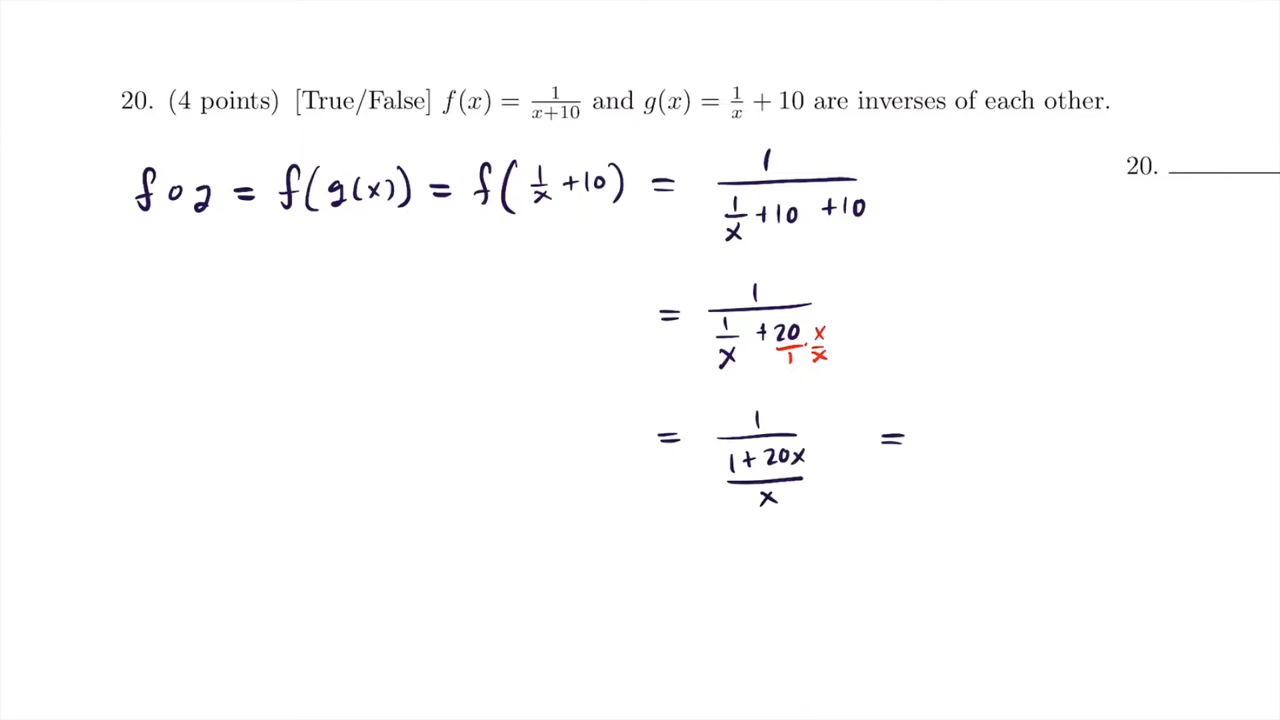 20. (4 points) [True/False] f(x) = 1/(x+10) and g(x) = 1/x + 10 are inverses of each other.
20. ________
f ∘ g = f(g(x)) = f(1/x + 10) = 1/(1/x + 10 + 10)
= 1/(1/x + 20/1 · x/x)
= 1/((1 + 20x)/x) =